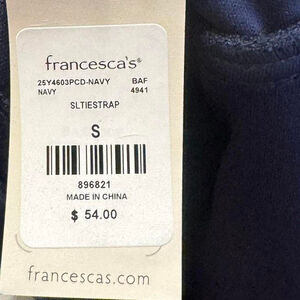 francesca's®
25Y4603PCD-NAVY BAF
NAVY 4941
SLTIESTRAP
S
896821
MADE IN CHINA
$ 54.00
francescas.com